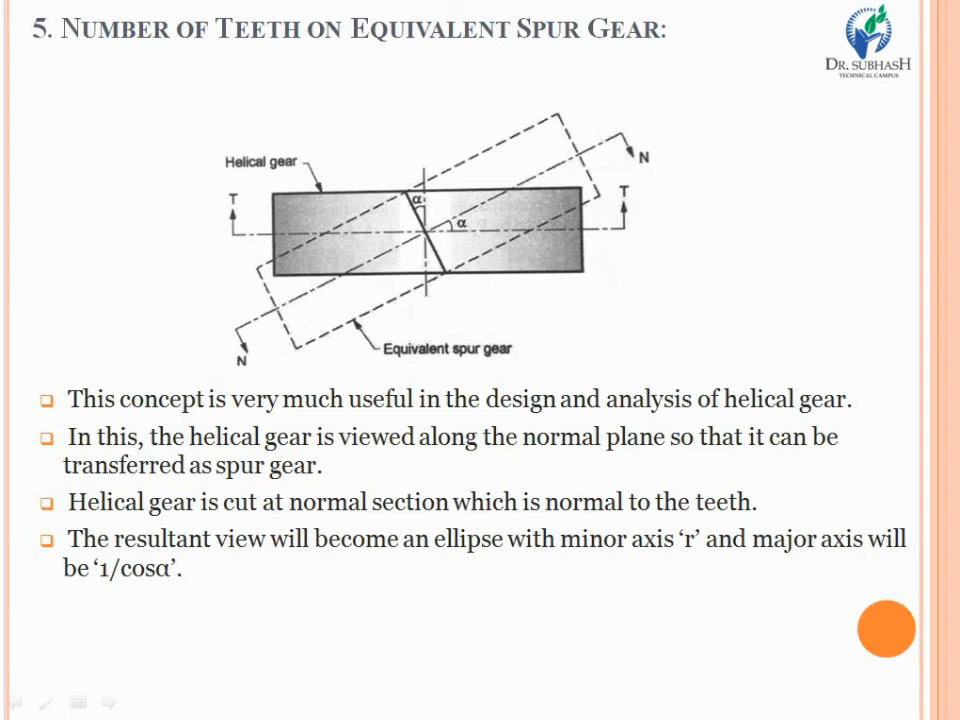 5. NUMBER OF TEETH ON EQUIVALENT SPUR GEAR:
DR. SUBHASH
TECHNICAL CAMPUS
Helical gear
N
T
T
α
α
N
Equivalent spur gear
This concept is very much useful in the design and analysis of helical gear.
In this, the helical gear is viewed along the normal plane so that it can be
transferred as spur gear.
Helical gear is cut at normal section which is normal to the teeth.
The resultant view will become an ellipse with minor axis ‘r’ and major axis will
be ‘1/cosα’.